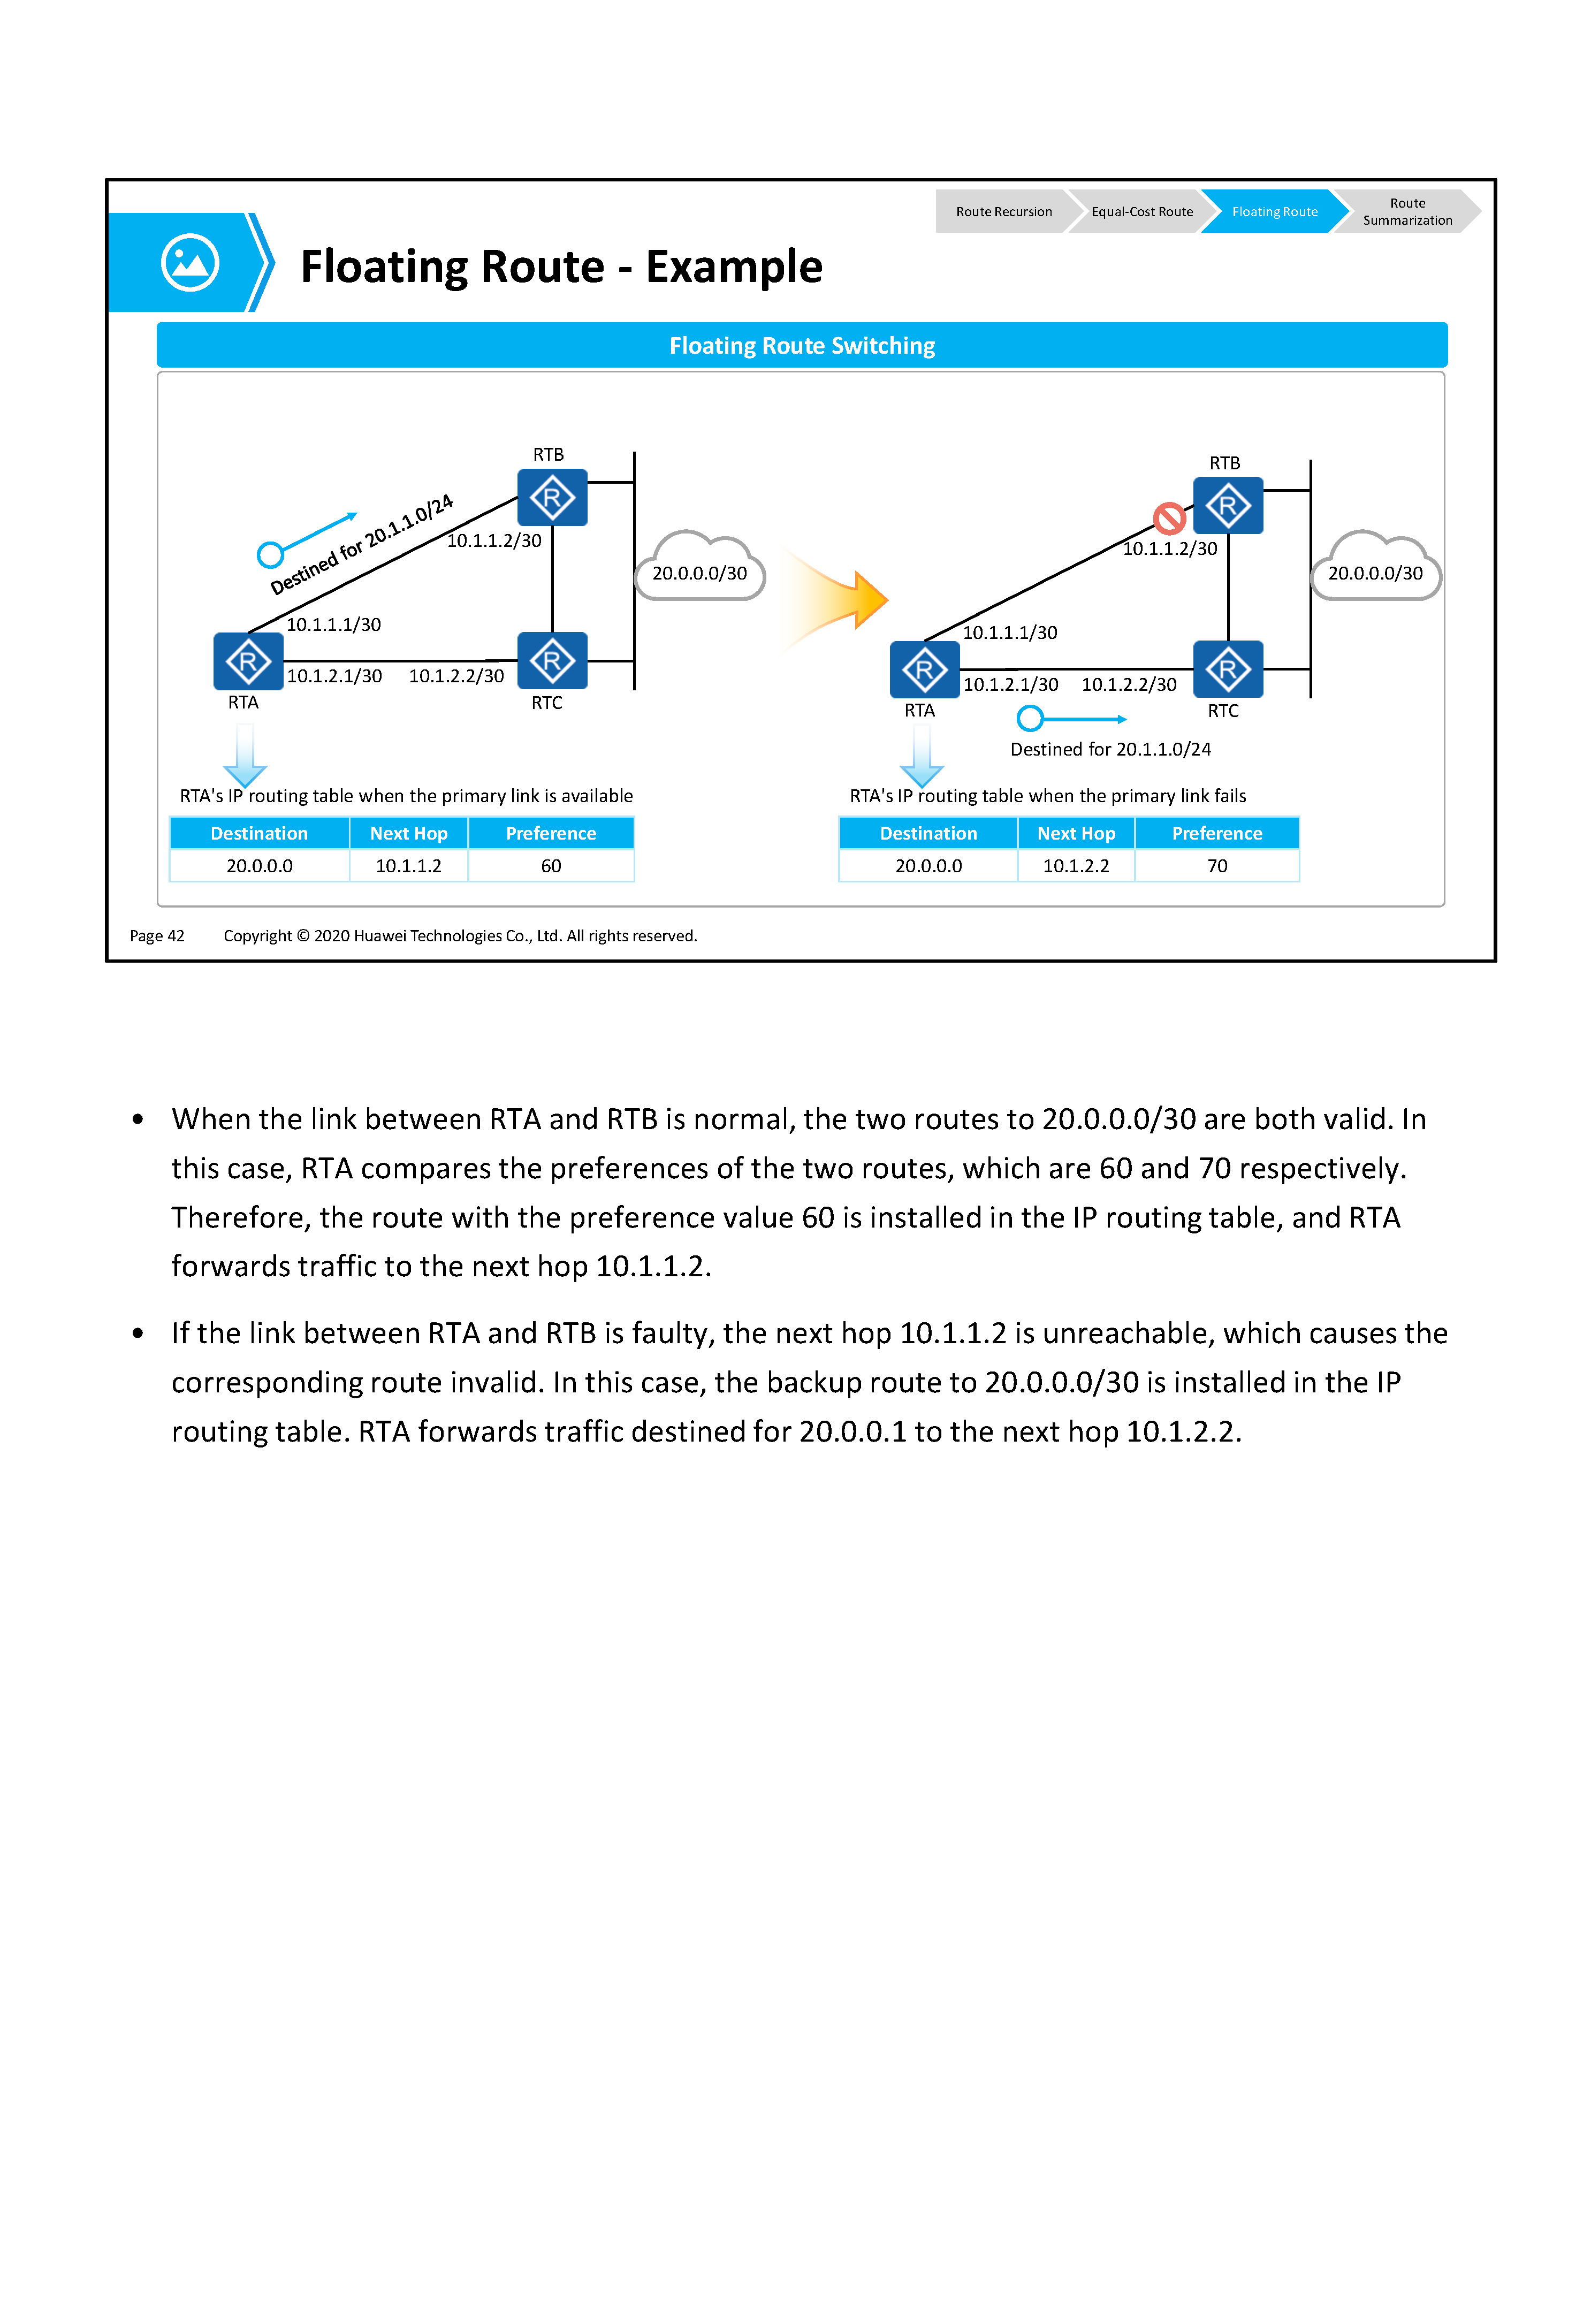 Route Recursion
Equal-Cost Route
Floating Route
Route
Summarization
Floating Route - Example
Floating Route Switching
RTB
Destined for 20.1.1.0/24
10.1.1.2/30
20.0.0.0/30
10.1.1.1/30
R
R
R
10.1.2.1/30 10.1.2.2/30
RTA
RTC
RTA's IP routing table when the primary link is available
Destination Next Hop Preference
20.0.0.0 10.1.1.2 60
RTB
R
10.1.1.2/30
20.0.0.0/30
10.1.1.1/30
R
R
10.1.2.1/30 10.1.2.2/30
RTA
RTC
Destined for 20.1.1.0/24
RTA's IP routing table when the primary link fails
Destination Next Hop Preference
20.0.0.0 10.1.2.2 70
Page 42 Copyright © 2020 Huawei Technologies Co., Ltd. All rights reserved.
• When the link between RTA and RTB is normal, the two routes to 20.0.0.0/30 are both valid. In
this case, RTA compares the preferences of the two routes, which are 60 and 70 respectively.
Therefore, the route with the preference value 60 is installed in the IP routing table, and RTA
forwards traffic to the next hop 10.1.1.2.
• If the link between RTA and RTB is faulty, the next hop 10.1.1.2 is unreachable, which causes the
corresponding route invalid. In this case, the backup route to 20.0.0.0/30 is installed in the IP
routing table. RTA forwards traffic destined for 20.0.0.1 to the next hop 10.1.2.2.